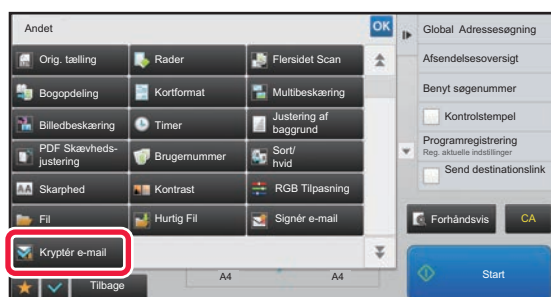 Andet
OK
Orig. tælling
Rader
Flersidet Scan
Bogopdeling
Kortformat
Multibeskæring
Billedbeskæring
Timer
Justering af
baggrund
PDF Skævheds-
justering
Brugernummer
Sort/
hvid
AA Skarphed
Kontrast
RGB Tilpasning
Fil
Hurtig Fil
Signér e-mail
Kryptér e-mail
Tilbage
A4
A4
Global Adressesøgning
Afsendelsesoversigt
Benyt søgenummer
Kontrolstempel
Programregistrering
Reg. aktuelle indstillinger
Send destinationslink
Forhåndsvis
CA
Start